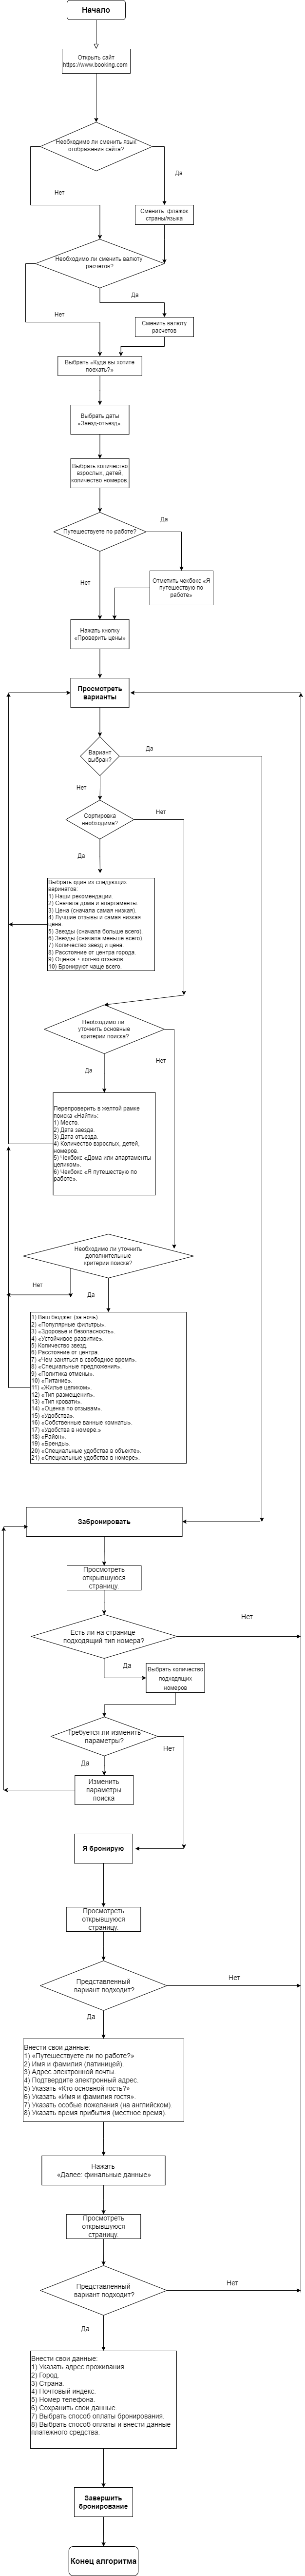 Начало
Открыть сайт
https://www.booking.com
Необходимо ли сменить язык
отображения сайта?
Да
Нет
Сменить флажок
страны/языка
Необходимо ли сменить валюту
расчетов?
Да
Нет
Сменить валюту
расчетов
Выбрать «Куда вы хотите
поехать?»
Выбрать даты
«Заезд-отъезд».
Выбрать количество
взрослых, детей,
количество номеров.
Путешествуете по работе?
Да
Нет
Отметить чекбокс «Я
путешествую по
работе»
Нажать кнопку
«Проверить цены»
Просмотреть
варианты
Вариант
выбран?
Да
Нет
Сортировка
необходима?
Нет
Да
Выбрать один из следующих
варинатов:
1) Наши рекомендации.
2) Сначала дома и апартаменты.
3) Цена (сначала самая низкая).
4) Лучшие отзывы и самая низкая
цена.
5) Звезды (сначала больше всего).
6) Звезды (сначала меньше всего).
7) Количество звезд и цена.
8) Расстояние от центра города.
9) Оценка + кол-во отзывов.
10) Бронируют чаще всего.
Необходимо ли
уточнить основные
критерии поиска?
Нет
Да
Перепроверить в желтой рамке
поиска «Найти»:
1) Место.
2) Дата заезда.
3) Дата отъезда.
4) Количество взрослых, детей,
номеров.
5) Чекбокс «Дома или апартаменты
целиком».
6) Чекбокс «Я путешествую по
работе».
Необходимо ли уточнить
дополнительные
критерии поиска?
Нет
Да
1) Ваш бюджет (за ночь).
2) «Популярные фильтры».
3) «Здоровье и безопасность».
4) «Устойчивое развитие».
5) Количество звезд.
6) Расстояние от центра.
7) «Чем заняться в свободное время».
8) «Специальные предложения».
9) «Политика отмены».
10) «Питание».
11) «Жилье целиком».
12) «Тип размещения».
13) «Тип кровати».
14) «Оценка по отзывам».
15) «Удобства».
16) «Собственные ванные комнаты».
17) «Удобства в номере.»
18) «Район».
19) «Бренды».
20) «Специальные удобства в объекте».
21) «Специальные удобства в номере».
Забронировать
Просмотреть
открывшуюся
страницу.
Есть ли на странице
подходящий тип номера?
Нет
Да
Выбрать количество
подходящих
номеров
Требуется ли изменить
параметры?
Нет
Да
Изменить
параметры
поиска
Я бронирую
Просмотреть
открывшуюся
страницу.
Представленный
вариант подходит?
Нет
Да
Внести свои данные:
1) «Путешествуете ли по работе?»
2) Имя и фамилия (латиницей).
3) Адрес электронной почты.
4) Подтвердите электронный адрес.
5) Указать «Кто основной гость?»
6) Указать «Имя и фамилия гостя».
7) Указать особые пожелания (на английском).
8) Указать время прибытия (местное время).
Нажать
«Далее: финальные данные»
Просмотреть
открывшуюся
страницу.
Представленный
вариант подходит?
Нет
Да
Внести свои данные:
1) Указать адрес проживания.
2) Город.
3) Страна.
4) Почтовый индекс.
5) Номер телефона.
6) Сохранить свои данные.
7) Выбрать способ оплаты бронирования.
8) Выбрать способ оплаты и внести данные
платежного средства.
Завершить
бронирование
Конец алгоритма